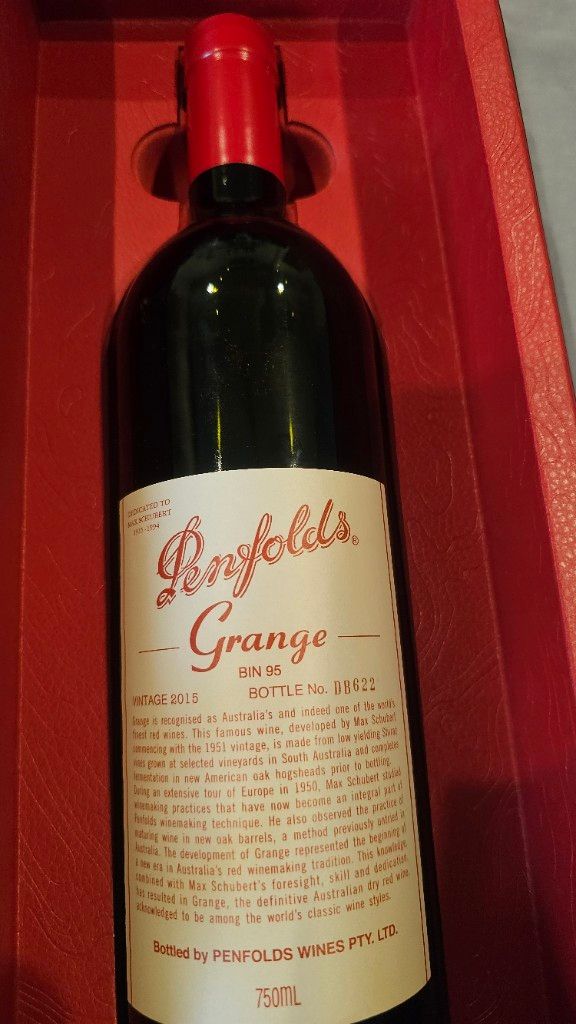 DEDICATED TO
MAX SCHUBERT
1915-1994
Penfolds®
Grange
BIN 95
VINTAGE 2015 BOTTLE No. DB622
Grange is recognised as Australia's and indeed one of the world's
finest red wines. This famous wine, developed by Max Schubert
commencing with the 1951 vintage, is made from low yielding Shiraz
vines grown at selected vineyards in South Australia and completes
fermentation in new American oak hogsheads prior to bottling.
During an extensive tour of Europe in 1950, Max Schubert studied
winemaking practices that have now become an integral part of
Penfolds winemaking technique. He also observed the practice of
maturing wine in new oak barrels, a method previously untried in
Australia. The development of Grange represented the beginning of
a new era in Australia's red winemaking tradition. This knowledge,
combined with Max Schubert's foresight, skill and dedication,
has resulted in Grange, the definitive Australian dry red wine,
acknowledged to be among the world's classic wine styles.
Bottled by PENFOLDS WINES PTY. LTD.
750mL